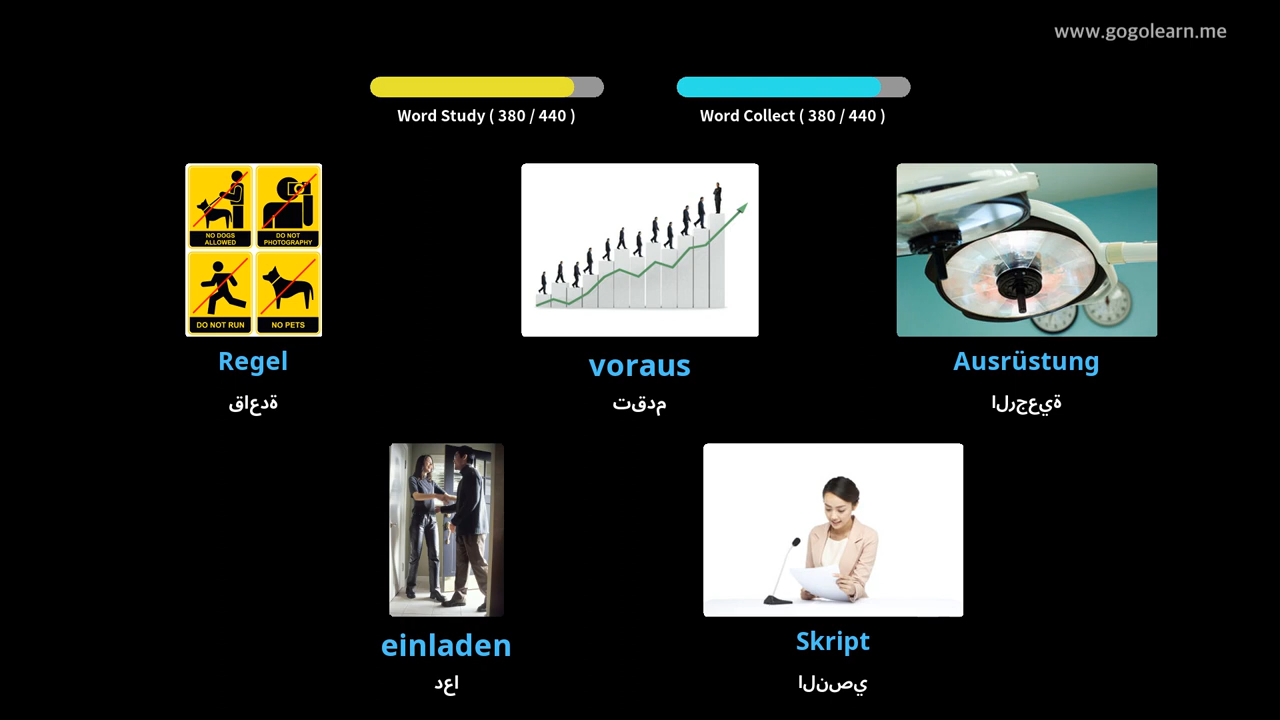 www.gogolearn.me
Word Study ( 380 / 440 )
Word Collect ( 380 / 440 )
NO DOGS
ALLOWED
DO NOT
PHOTOGRAPHY
DO NOT RUN
NO PETS
Regel
voraus
Ausrüstung
قاعدة
تقدم
الرجعية
einladen
Skript
دعا
النصي